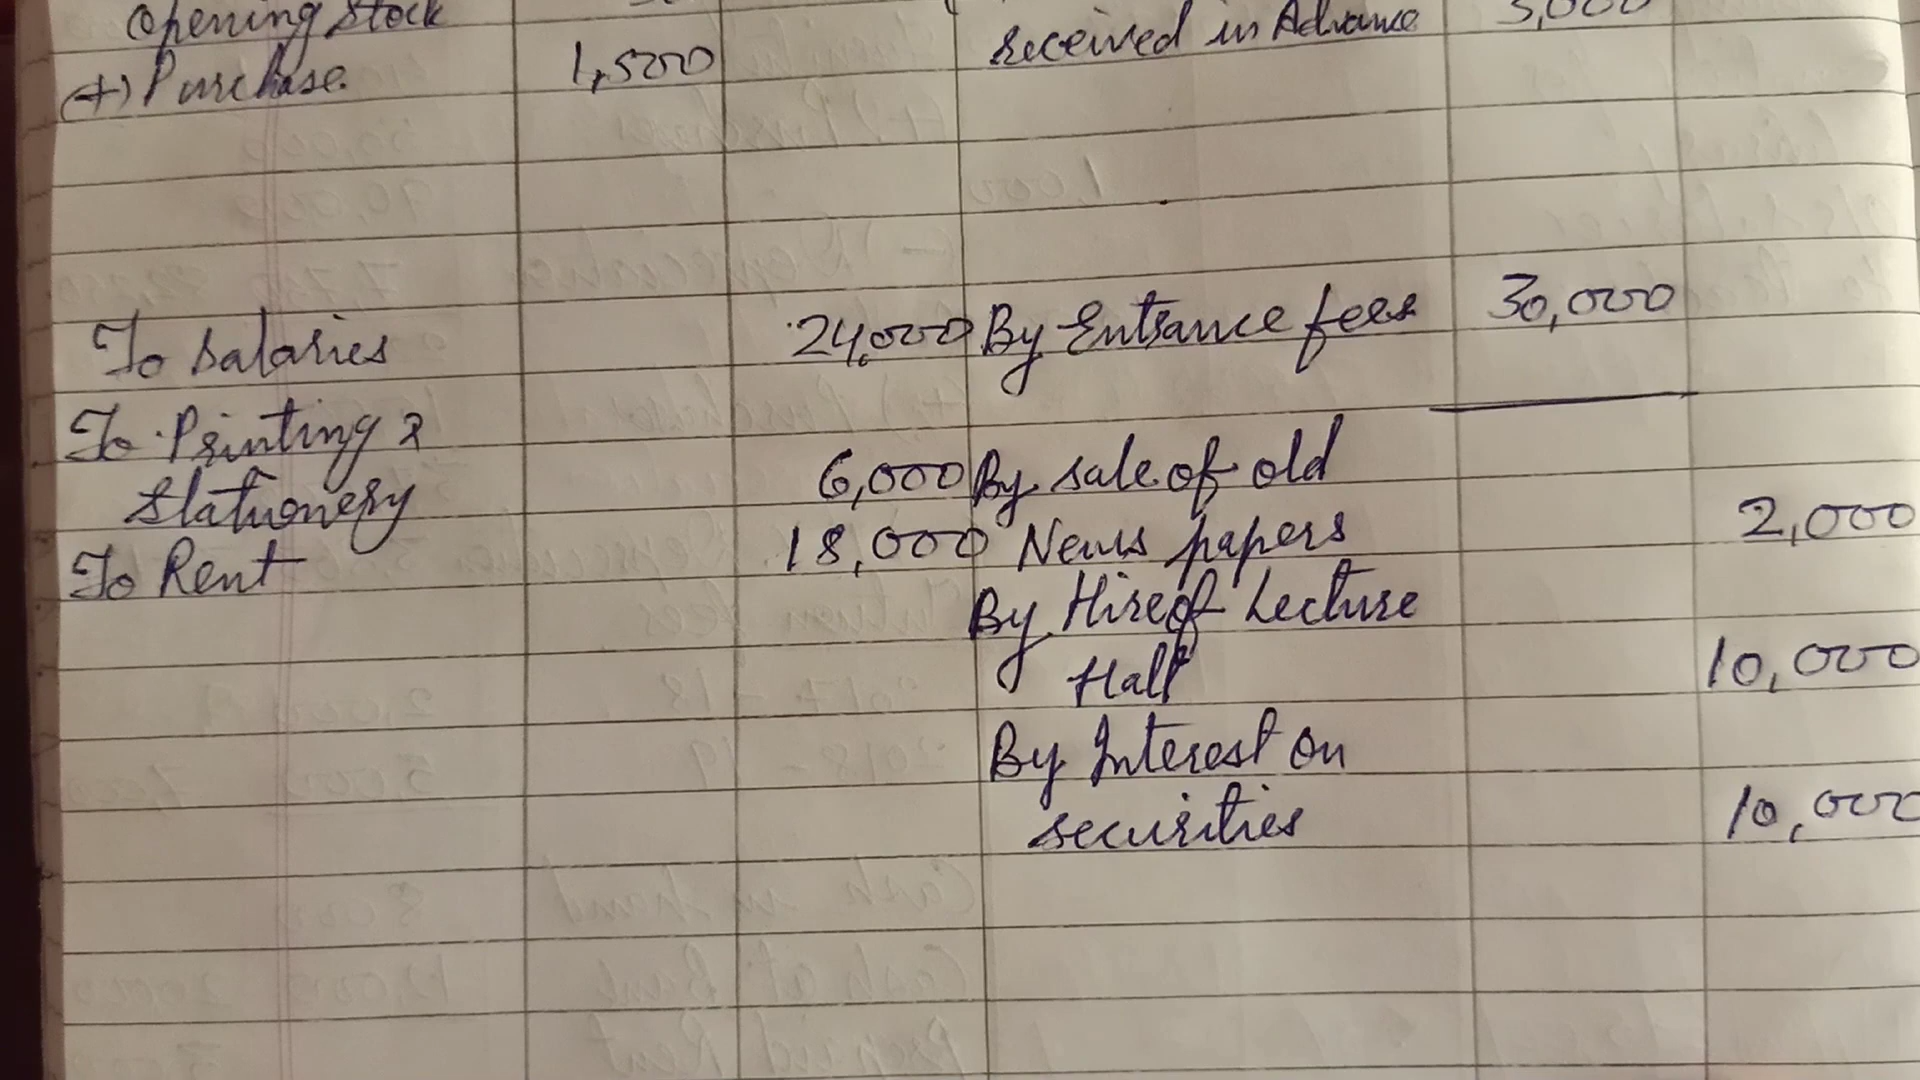 Opening Stock
received in Advance 5,000
(+) Purchase. 1,500
To Salaries 24,000 By Entrance fees 30,000
To Printing &
Stationery 6,000 By sale of old
To Rent 18,000 News papers 2,000
By Hire of Lecture
Hall 10,000
By Interest on
securities 10,000